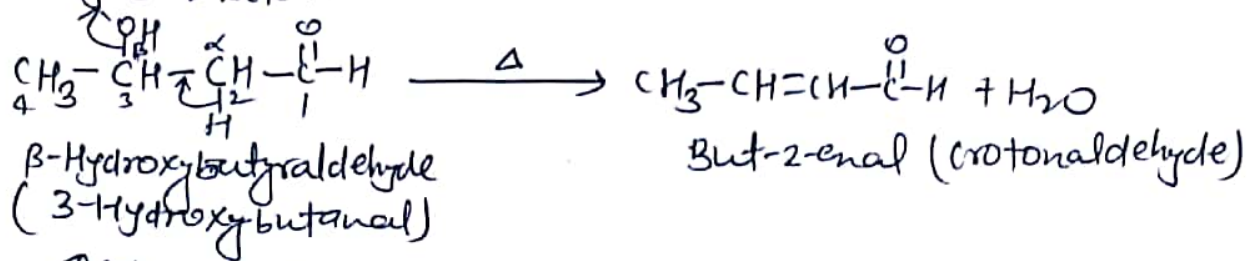 OH O O
β α
CH3-CH-CH-C-H Δ CH3-CH=CH-C-H + H2O
4 3 2 1
H
β-Hydroxybutyraldehyde But-2-enal (Crotonaldehyde)
(3-Hydroxybutanal)